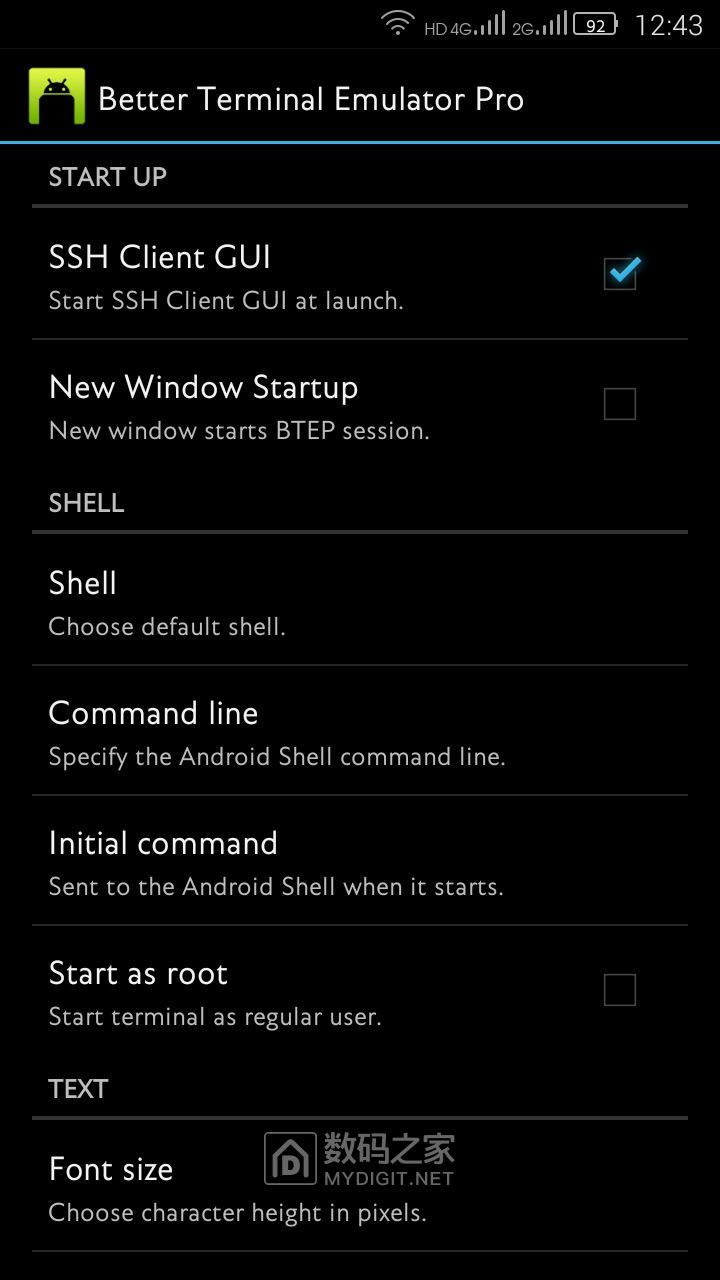 HD 4G 2G 92 12:43
Better Terminal Emulator Pro
START UP
SSH Client GUI
Start SSH Client GUI at launch.
New Window Startup
New window starts BTEP session.
SHELL
Shell
Choose default shell.
Command line
Specify the Android Shell command line.
Initial command
Sent to the Android Shell when it starts.
Start as root
Start terminal as regular user.
TEXT
数码之家
MYDIGIT.NET
Font size
Choose character height in pixels.